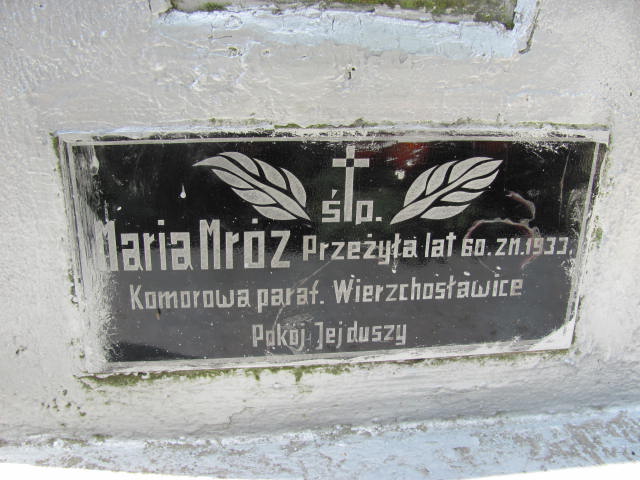 ś†p.
Maria Mróz Przeżyła lat 60. ZM.1933.
Komorowa paraf. Wierzchosławice
Pokój Jej duszy